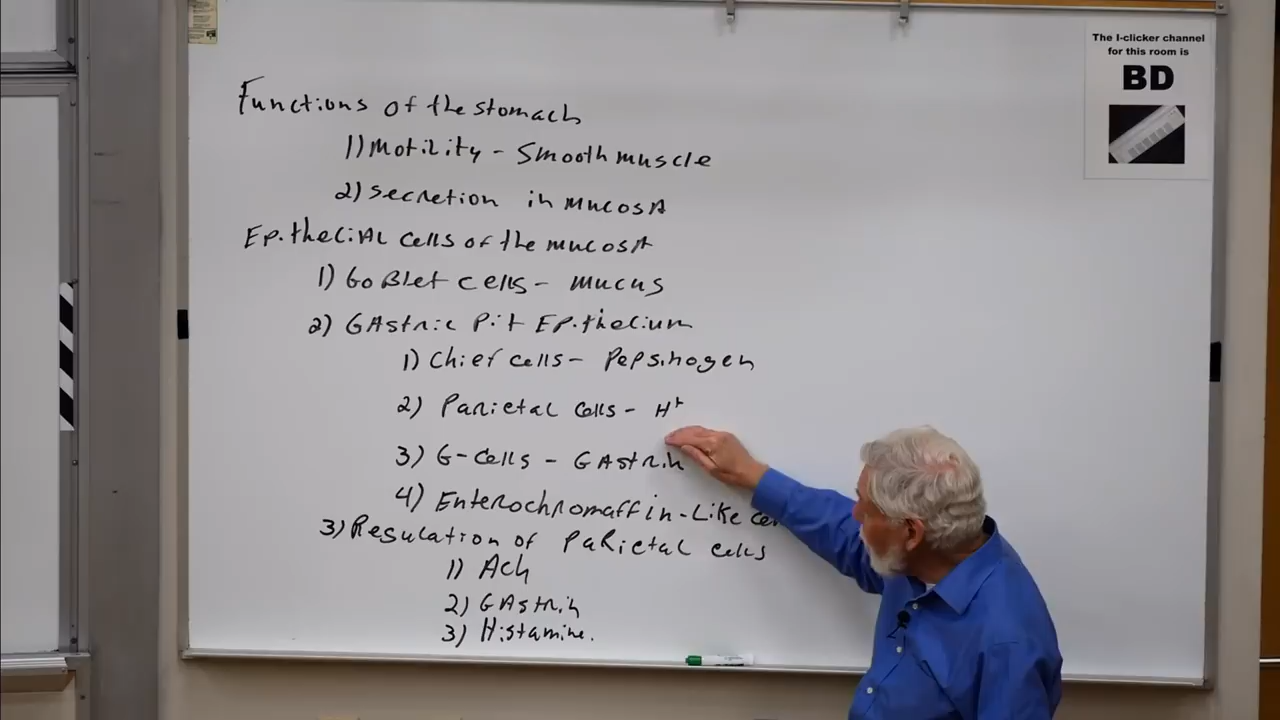 The I-clicker channel
for this room is
BD
Functions of the stomach
1) Motility - Smooth muscle
2) Secretion in mucosA
Epithelial cells of the mucosA
1) Goblet cells - mucus
2) GAstric Pit Epithelium
1) Chief cells - Pepsinogen
2) Parietal cells - H+
3) G-cells - GAstrin
4) Enterochromaffin-Like
3) Regulation of Parietal cells
1) Ach
2) GAstrin
3) Histamine.